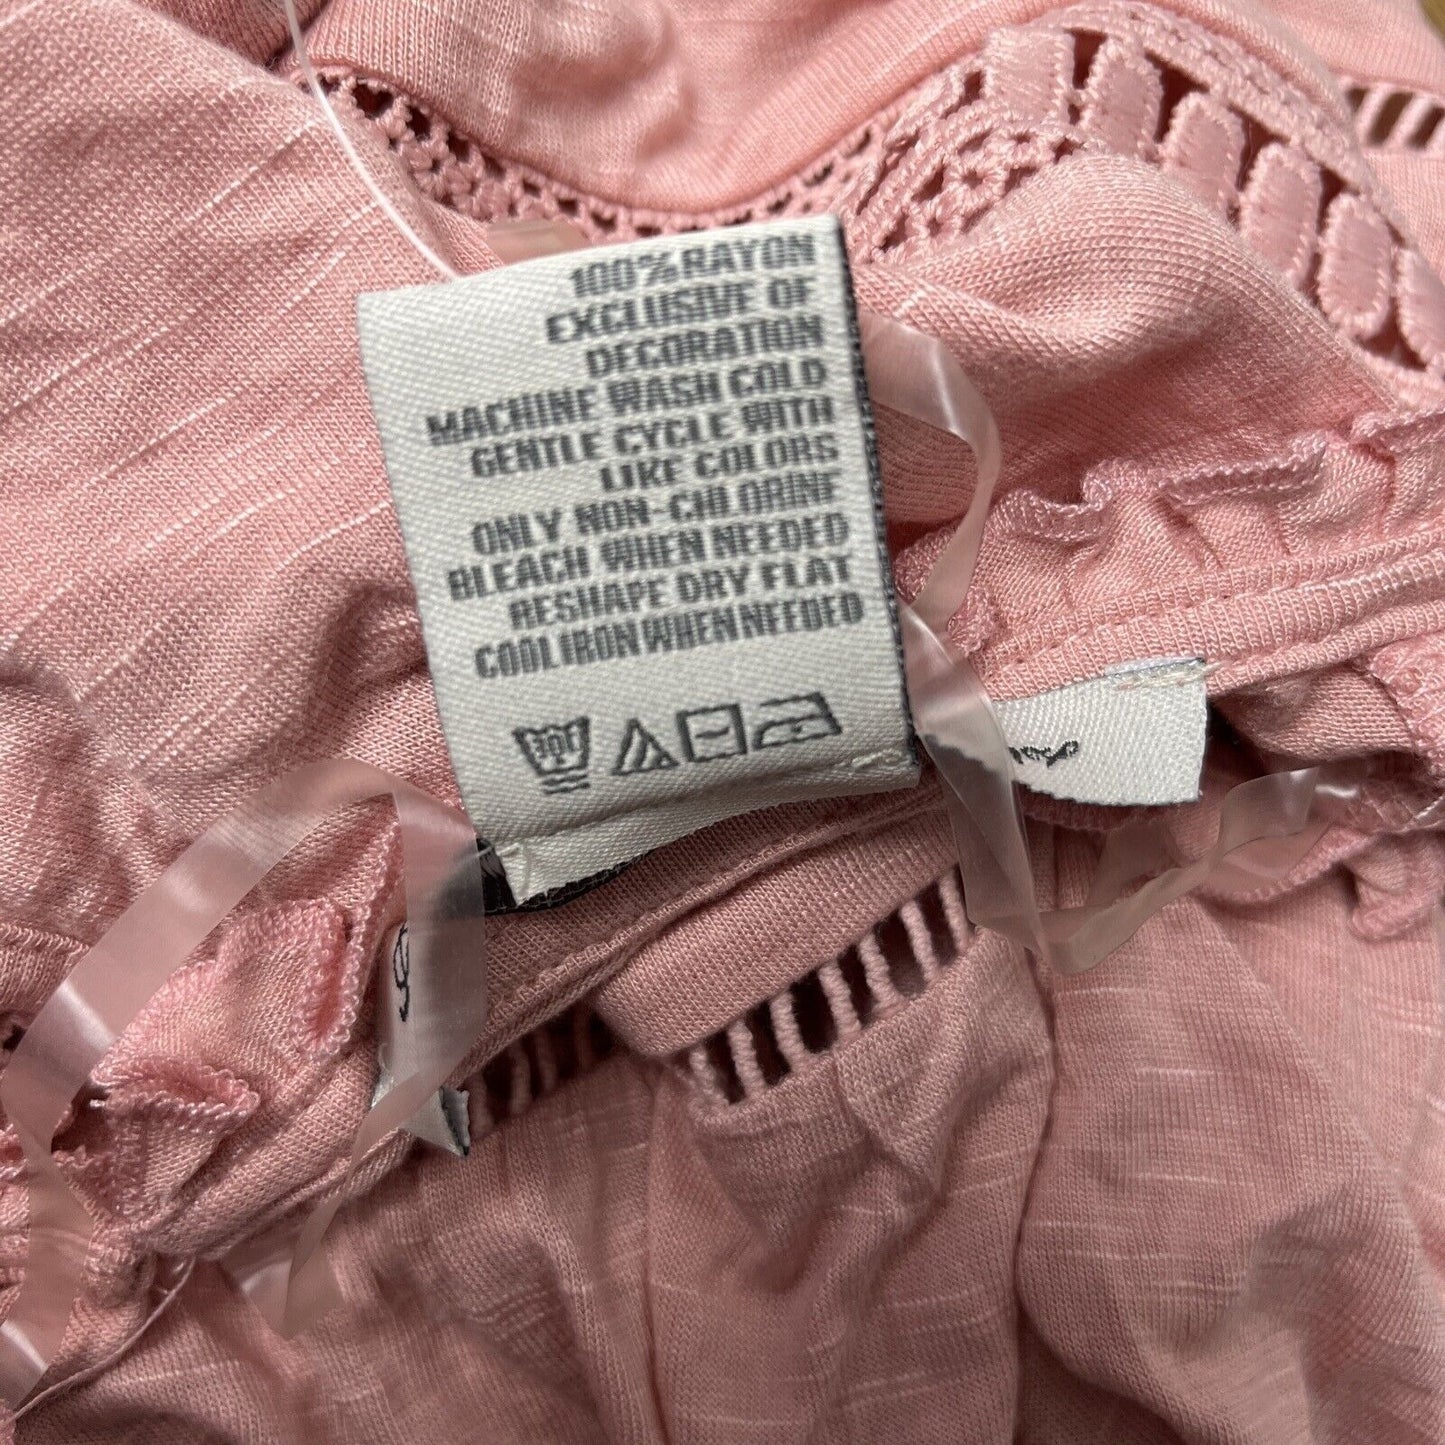 100% RAYON
EXCLUSIVE OF
DECORATION
MACHINE WASH COLD
GENTLE CYCLE WITH
LIKE COLORS
ONLY NON-CHLORINE
BLEACH WHEN NEEDED
RESHAPE DRY FLAT
COOL IRON WHEN NEEDED
30°